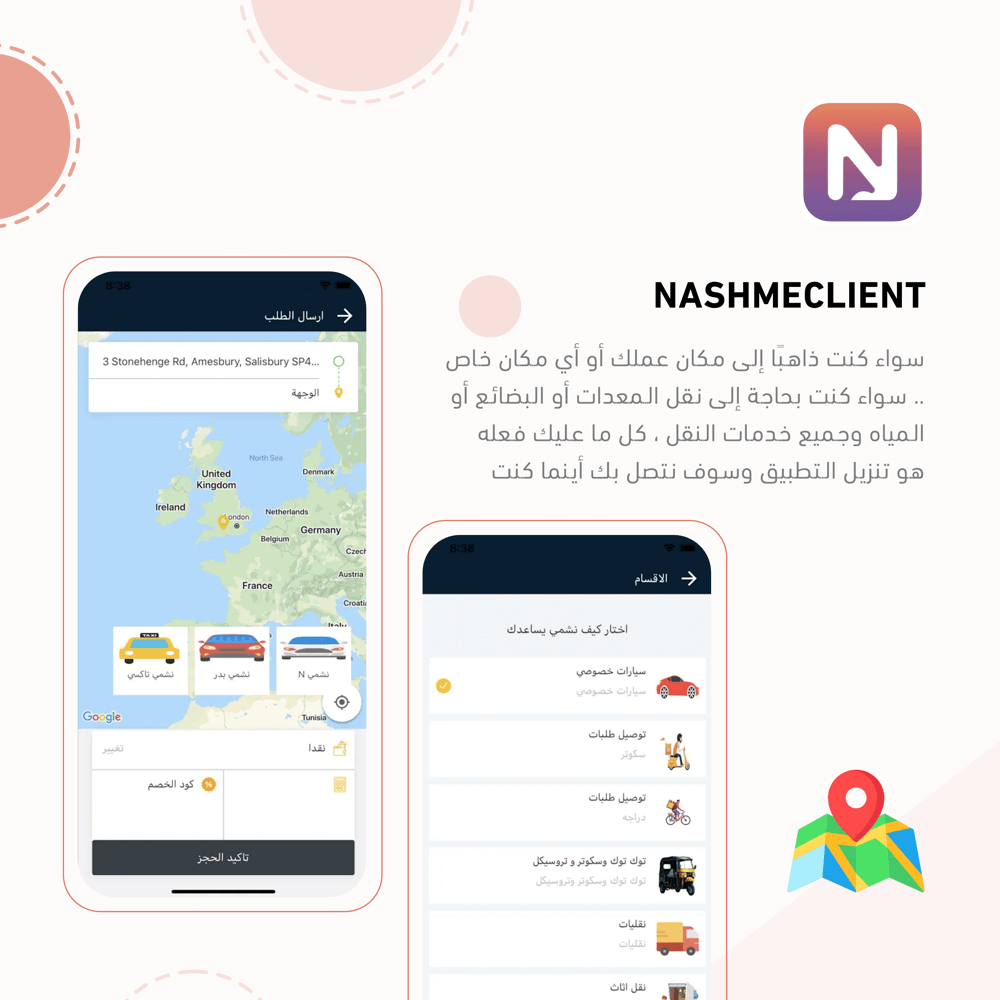 N
NASHMECLIENT
سواء كنت ذاهبًا إلى مكان عملك أو أي مكان خاص
.. سواء كنت بحاجة إلى نقل المعدات أو البضائع أو
المياه وجميع خدمات النقل ، كل ما عليك فعله
هو تنزيل التطبيق وسوف نتصل بك أينما كنت
8:38
ارسال الطلب
3 Stonehenge Rd, Amesbury, Salisbury SP4...
الوجهة
North Sea
United
Kingdom
Denmark
Ireland
London
Netherlands
Belgium
Germany
Czech
France
Austria
Croatia
Italy
TAXI
نشمي N
نشمي بدر
نشمي تاكسي
Google
Tunisia
نقدا
تغيير
% كود الخصم
تاكيد الحجز
8:38
الاقسام
اختار كيف نشمي يساعدك
سيارات خصوصي
سيارات خصوصي
توصيل طلبات
سكوتر
توصيل طلبات
دراجه
توك توك وسكوتر و تروسيكل
توك توك وسكوتر وتروسيكل
نقليات
نقليات
نقل اثاث